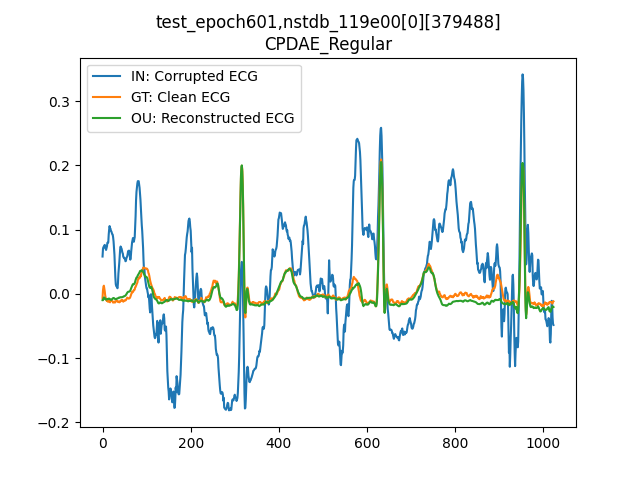 test_epoch601,nstdb_119e00[0][379488]
CPDAE_Regular
IN: Corrupted ECG
GT: Clean ECG
OU: Reconstructed ECG
0.3
0.2
0.1
0.0
−0.1
−0.2
0 200 400 600 800 1000